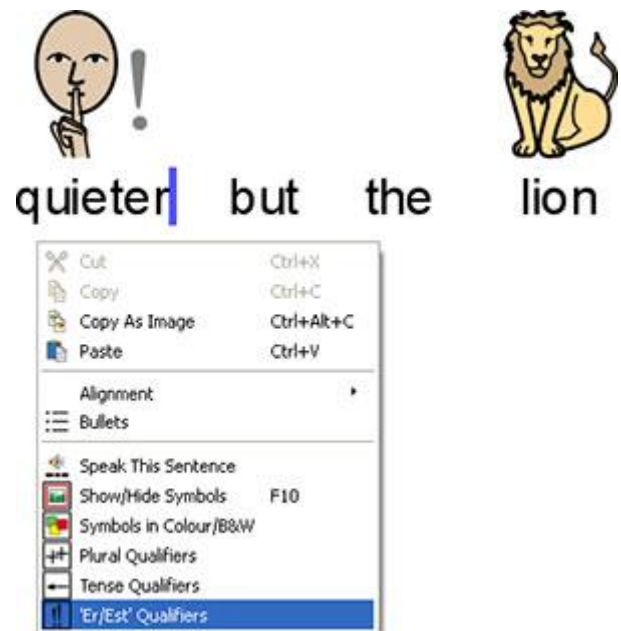 quieter but the lion
Cut Ctrl+X
Copy Ctrl+C
Copy As Image Ctrl+Alt+C
Paste Ctrl+V
Alignment
Bullets
Speak This Sentence
Show/Hide Symbols F10
Symbols in Colour/B&W
Plural Qualifiers
Tense Qualifiers
'Er/Est' Qualifiers